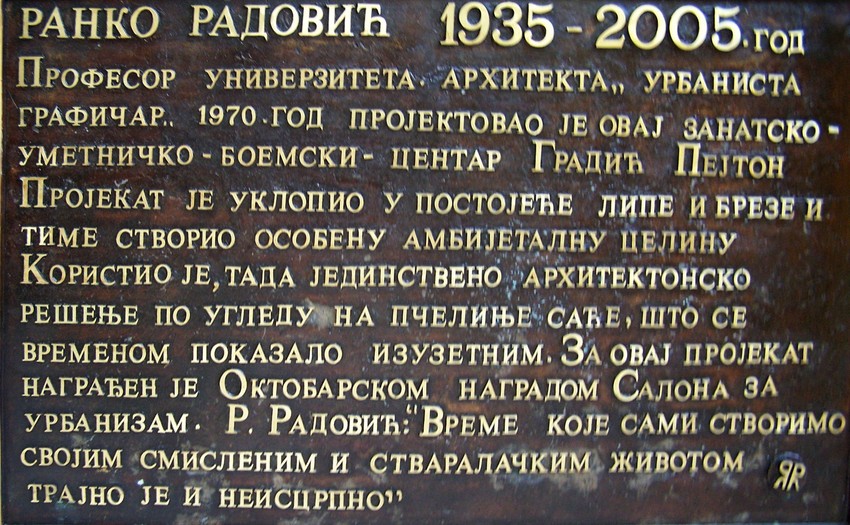 РАНКО РАДОВИЋ 1935-2005.год
Професор универзитета. архитекта,, урбаниста
графичар.. 1970.год пројектовао је овај занатско-
уметничко-боемски- центар Градић Пејтон
Пројекат је уклопио у постојеће липе и брезе и
тиме створио особену амбијеталну целину
Користио је, тада јединствено архитектонско
решење по угледу на пчелиње саће, што се
временом показало изузетним. За овај пројекат
награђен је Октобарском наградом Салона за
урбанизам. Р. Радовић:"Време које сами створимо
својим смисленим и стваралачким животом
трајно је и неисцрпно"